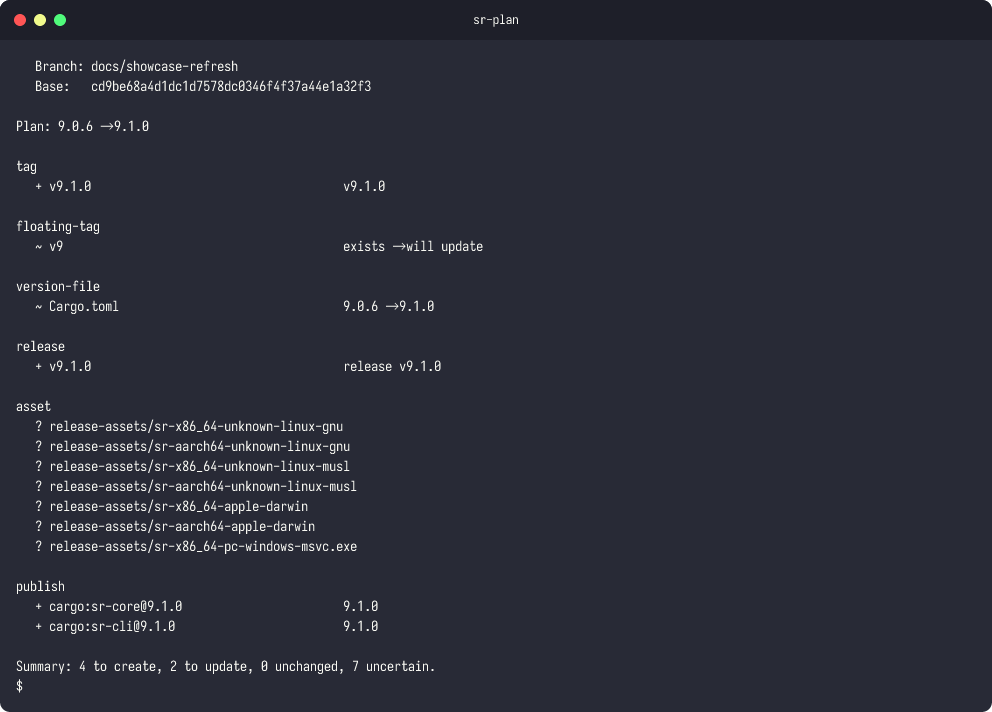 sr-plan
Branch: docs/showcase-refresh
Base:   cd9be68a4d1dc1d7578dc0346f4f37a44e1a32f3
Plan: 9.0.6 →9.1.0
tag
+ v9.1.0                                    v9.1.0
floating-tag
~ v9                                        exists →will update
version-file
~ Cargo.toml                                9.0.6 →9.1.0
release
+ v9.1.0                                    release v9.1.0
asset
? release-assets/sr-x86_64-unknown-linux-gnu
? release-assets/sr-aarch64-unknown-linux-gnu
? release-assets/sr-x86_64-unknown-linux-musl
? release-assets/sr-aarch64-unknown-linux-musl
? release-assets/sr-x86_64-apple-darwin
? release-assets/sr-aarch64-apple-darwin
? release-assets/sr-x86_64-pc-windows-msvc.exe
publish
+ cargo:sr-core@9.1.0                       9.1.0
+ cargo:sr-cli@9.1.0                        9.1.0
Summary: 4 to create, 2 to update, 0 unchanged, 7 uncertain.
$